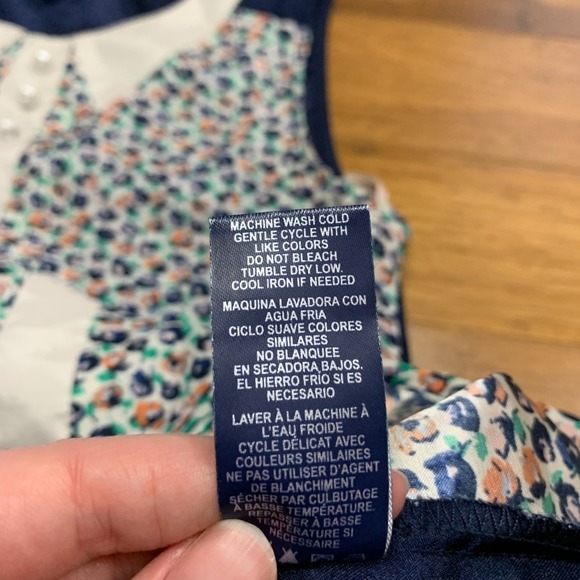 MACHINE WASH COLD
GENTLE CYCLE WITH
LIKE COLORS
DO NOT BLEACH
TUMBLE DRY LOW.
COOL IRON IF NEEDED
MAQUINA LAVADORA CON
AGUA FRIA
CICLO SUAVE COLORES
SIMILARES
NO BLANQUEE
EN SECADORA BAJOS.
EL HIERRO FRÍO SI ES
NECESARIO
LAVER À LA MACHINE À
L'EAU FROIDE
CYCLE DÉLICAT AVEC
COULEURS SIMILAIRES
NE PAS UTILISER D'AGENT
DE BLANCHIMENT
SÉCHER PAR CULBUTAGE
À BASSE TEMPÉRATURE.
REPASSER À BASSE
TEMPÉRATURE SI
NÉCESSAIRE